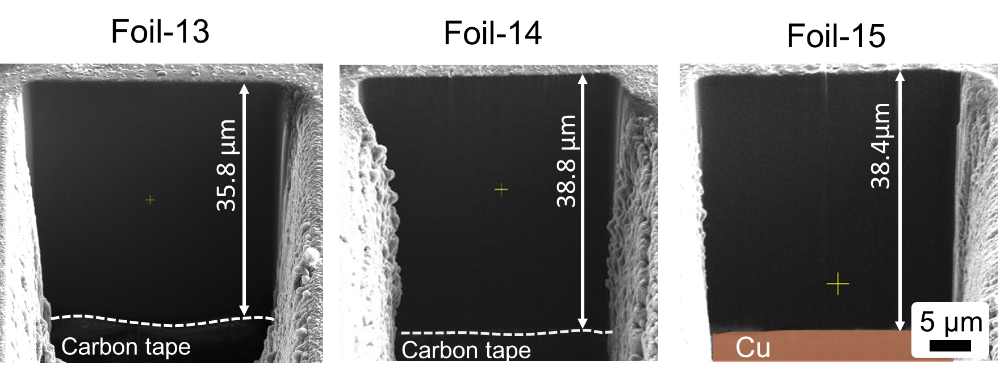 Foil-13
Foil-14
Foil-15
35.8 µm
38.8 µm
38.4µm
Carbon tape
Carbon tape
Cu
5 µm